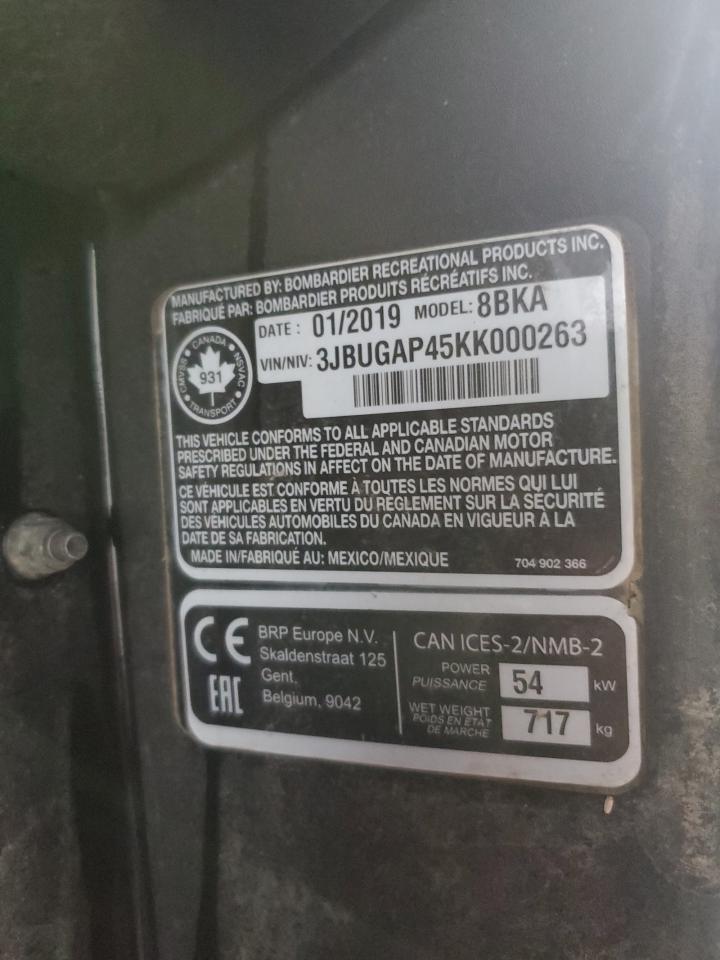 MANUFACTURED BY: BOMBARDIER RECREATIONAL PRODUCTS INC.
FABRIQUÉ PAR: BOMBARDIER PRODUITS RÉCRÉATIFS INC.
DATE: 01/2019 MODEL: 8BKA
VIN/NIV: 3JBUGAP45KK000263
CANADA
CMVSS 931 NSVAC
TRANSPORT
THIS VEHICLE CONFORMS TO ALL APPLICABLE STANDARDS
PRESCRIBED UNDER THE FEDERAL AND CANADIAN MOTOR
SAFETY REGULATIONS IN AFFECT ON THE DATE OF MANUFACTURE.
CE VÉHICULE EST CONFORME À TOUTES LES NORMES QUI LUI
SONT APPLICABLES EN VERTU DU RÈGLEMENT SUR LA SÉCURITÉ
DES VÉHICULES AUTOMOBILES DU CANADA EN VIGUEUR À LA
DATE DE SA FABRICATION.
MADE IN/FABRIQUÉ AU: MEXICO/MEXIQUE 704 902 366
CE
EAC
BRP Europe N.V.
Skaldenstraat 125
Gent,
Belgium, 9042
CAN ICES-2/NMB-2
POWER
PUISSANCE 54 kW
WET WEIGHT
POIDS EN ÉTAT
DE MARCHE 717 kg